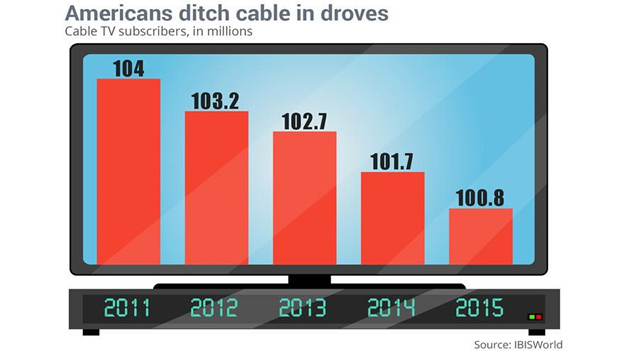 Americans ditch cable in droves
Cable TV subscribers, in millions
104
103.2
102.7
101.7
100.8
2011 2012 2013 2014 2015
Source: IBISWorld